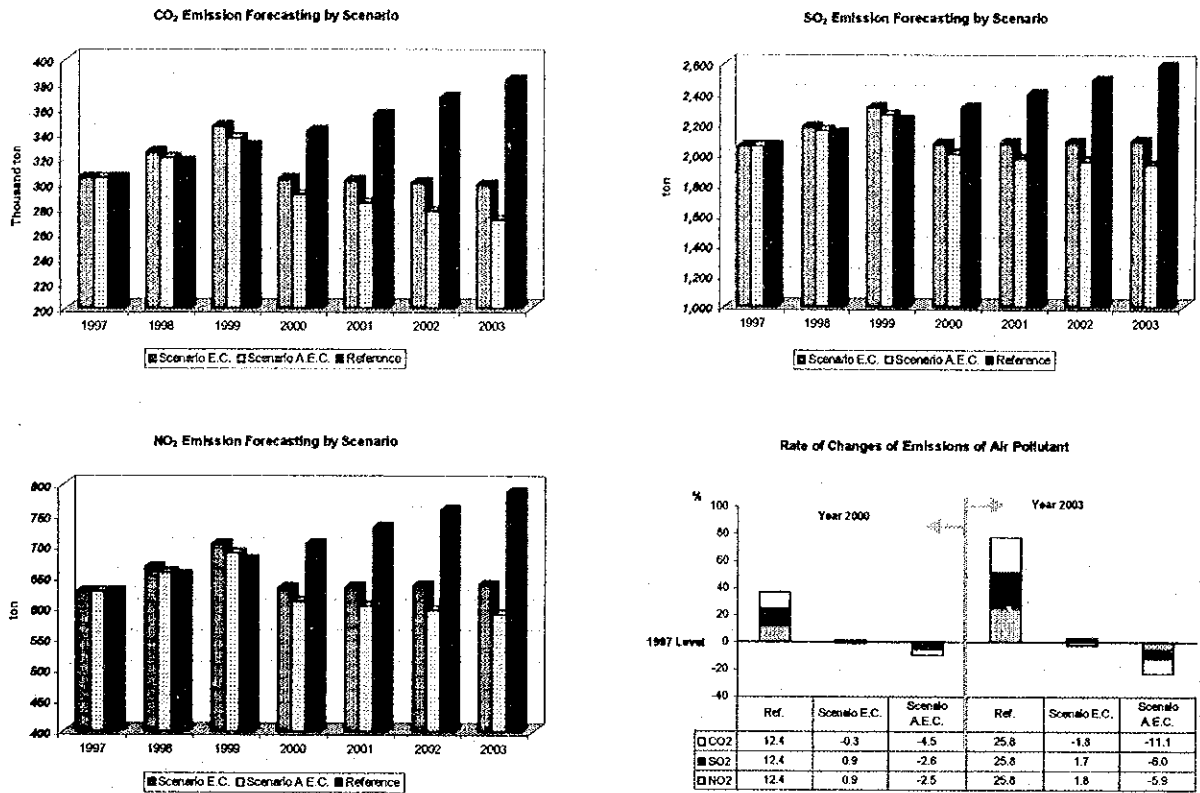 CO₂ Emission Forecasting by Scenario
400
380
360
340
320
300
280
260
240
220
200
Thousand ton
1997 1998 1999 2000 2001 2002 2003
Scenario E.C. Scenario A.E.C. Reference
SO₂ Emission Forecasting by Scenario
2,600
2,400
2,200
2,000
1,800
1,600
1,400
1,200
1,000
ton
1997 1998 1999 2000 2001 2002 2003
Scenario E.C. Scenario A.E.C. Reference
NO₂ Emission Forecasting by Scenario
800
750
700
650
600
550
500
450
400
ton
1997 1998 1999 2000 2001 2002 2003
Scenario E.C. Scenario A.E.C. Reference
Rate of Changes of Emissions of Air Pollutant
%
Year 2000 Year 2003
100
80
60
40
20
1997 Level 0
-20
-40
Ref. Scenaio E.C. Scenaio A.E.C. Ref. Scenaio E.C. Scenaio A.E.C.
CO2 12.4 -0.3 -4.5 25.8 -1.8 -11.1
SO2 12.4 0.9 -2.6 25.8 1.7 -6.0
NO2 12.4 0.9 -2.5 25.8 1.8 -5.9